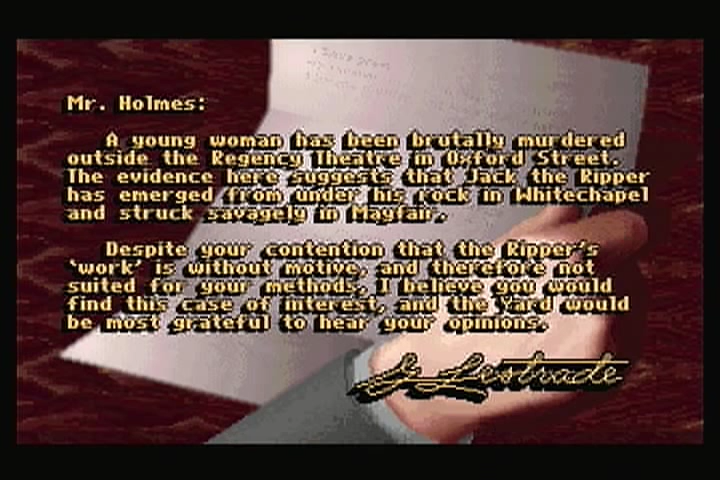 Mr. Holmes:
A young woman has been brutally murdered
outside the Regency Theatre in Oxford Street.
The evidence here suggests that Jack the Ripper
has emerged from under his rock in Whitechapel
and struck savagely in Mayfair.
Despite your contention that the Ripper's
'work' is without motive, and therefore not
suited for your methods, I believe you would
find this case of interest, and the Yard would
be most grateful to hear your opinions.
G Lestrade